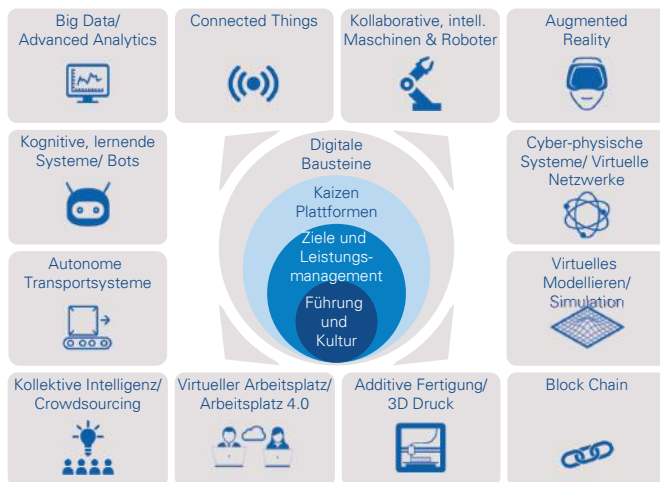 Big Data/
Advanced Analytics
Connected Things
Kollaborative, intell.
Maschinen & Roboter
Augmented
Reality
Kognitive, lernende
Systeme/ Bots
Digitale
Bausteine
Kaizen
Plattformen
Ziele und
Leistungs-
management
Führung
und
Kultur
Cyber-physische
Systeme/ Virtuelle
Netzwerke
Autonome
Transportsysteme
Virtuelles
Modellieren/
Simulation
Kollektive Intelligenz/
Crowdsourcing
Virtueller Arbeitsplatz/
Arbeitsplatz 4.0
Additive Fertigung/
3D Druck
Block Chain